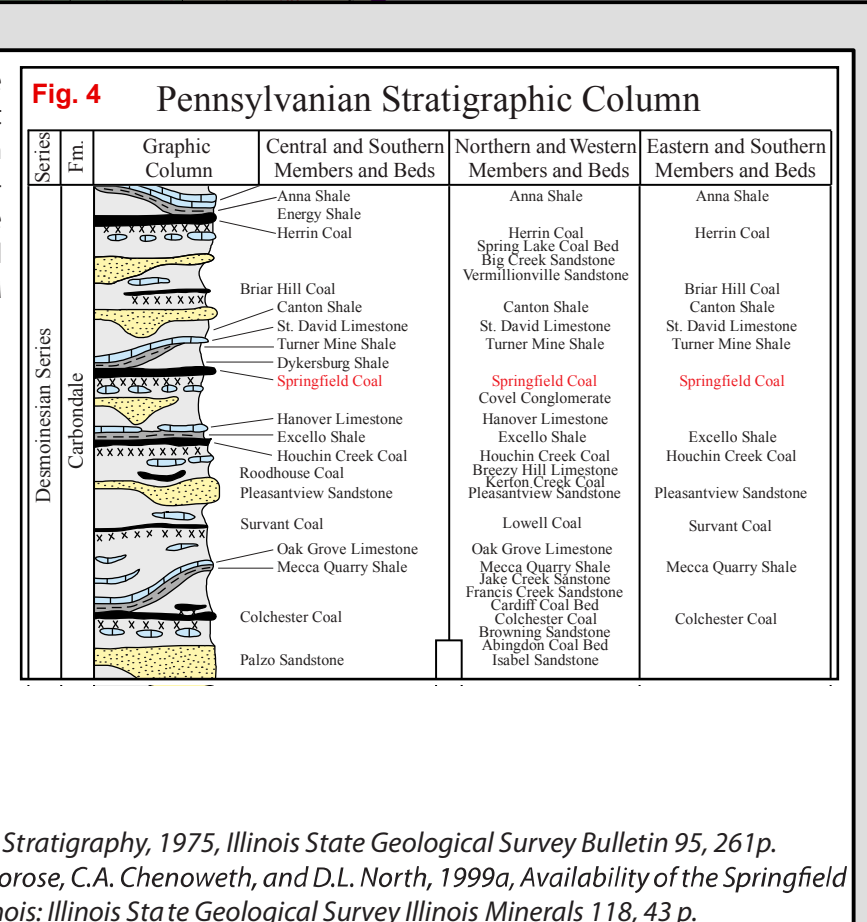 Fig. 4
Pennsylvanian Stratigraphic Column
Series
Fm.
Graphic
Column
Central and Southern
Members and Beds
Northern and Western
Members and Beds
Eastern and Southern
Members and Beds
Desmoinesian Series
Carbondale
Anna Shale
Energy Shale
Herrin Coal
Briar Hill Coal
Canton Shale
St. David Limestone
Turner Mine Shale
Dykersburg Shale
Springfield Coal
Hanover Limestone
Excello Shale
Houchin Creek Coal
Roodhouse Coal
Pleasantview Sandstone
Survant Coal
Oak Grove Limestone
Mecca Quarry Shale
Colchester Coal
Palzo Sandstone
Anna Shale
Herrin Coal
Spring Lake Coal Bed
Big Creek Sandstone
Vermillionville Sandstone
Canton Shale
St. David Limestone
Turner Mine Shale
Springfield Coal
Covel Conglomerate
Hanover Limestone
Excello Shale
Houchin Creek Coal
Breezy Hill Limestone
Kerton Creek Coal
Pleasantview Sandstone
Lowell Coal
Oak Grove Limestone
Mecca Quarry Shale
Jake Creek Sanstone
Francis Creek Sandstone
Cardiff Coal Bed
Colchester Coal
Browning Sandstone
Abingdon Coal Bed
Isabel Sandstone
Anna Shale
Herrin Coal
Briar Hill Coal
Canton Shale
St. David Limestone
Turner Mine Shale
Springfield Coal
Excello Shale
Houchin Creek Coal
Pleasantview Sandstone
Survant Coal
Mecca Quarry Shale
Colchester Coal
Stratigraphy, 1975, Illinois State Geological Survey Bulletin 95, 261p.
orose, C.A. Chenoweth, and D.L. North, 1999a, Availability of the Springfield
nois: Illinois State Geological Survey Illinois Minerals 118, 43 p.